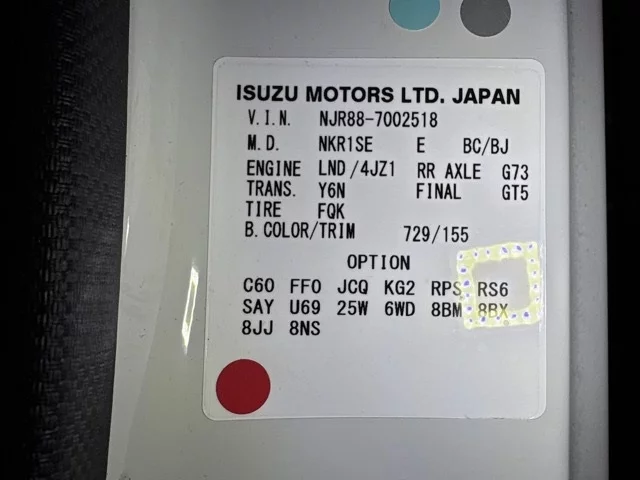 ISUZU MOTORS LTD. JAPAN
V.I.N. NJR88-7002518
M.D. NKR1SE E BC/BJ
ENGINE LND/4JZ1 RR AXLE G73
TRANS. Y6N FINAL GT5
TIRE FQK
B.COLOR/TRIM 729/155
OPTION
C60 FF0 JCQ KG2 RPS RS6
SAY U69 25W 6WD 8BM 8BX
8JJ 8NS